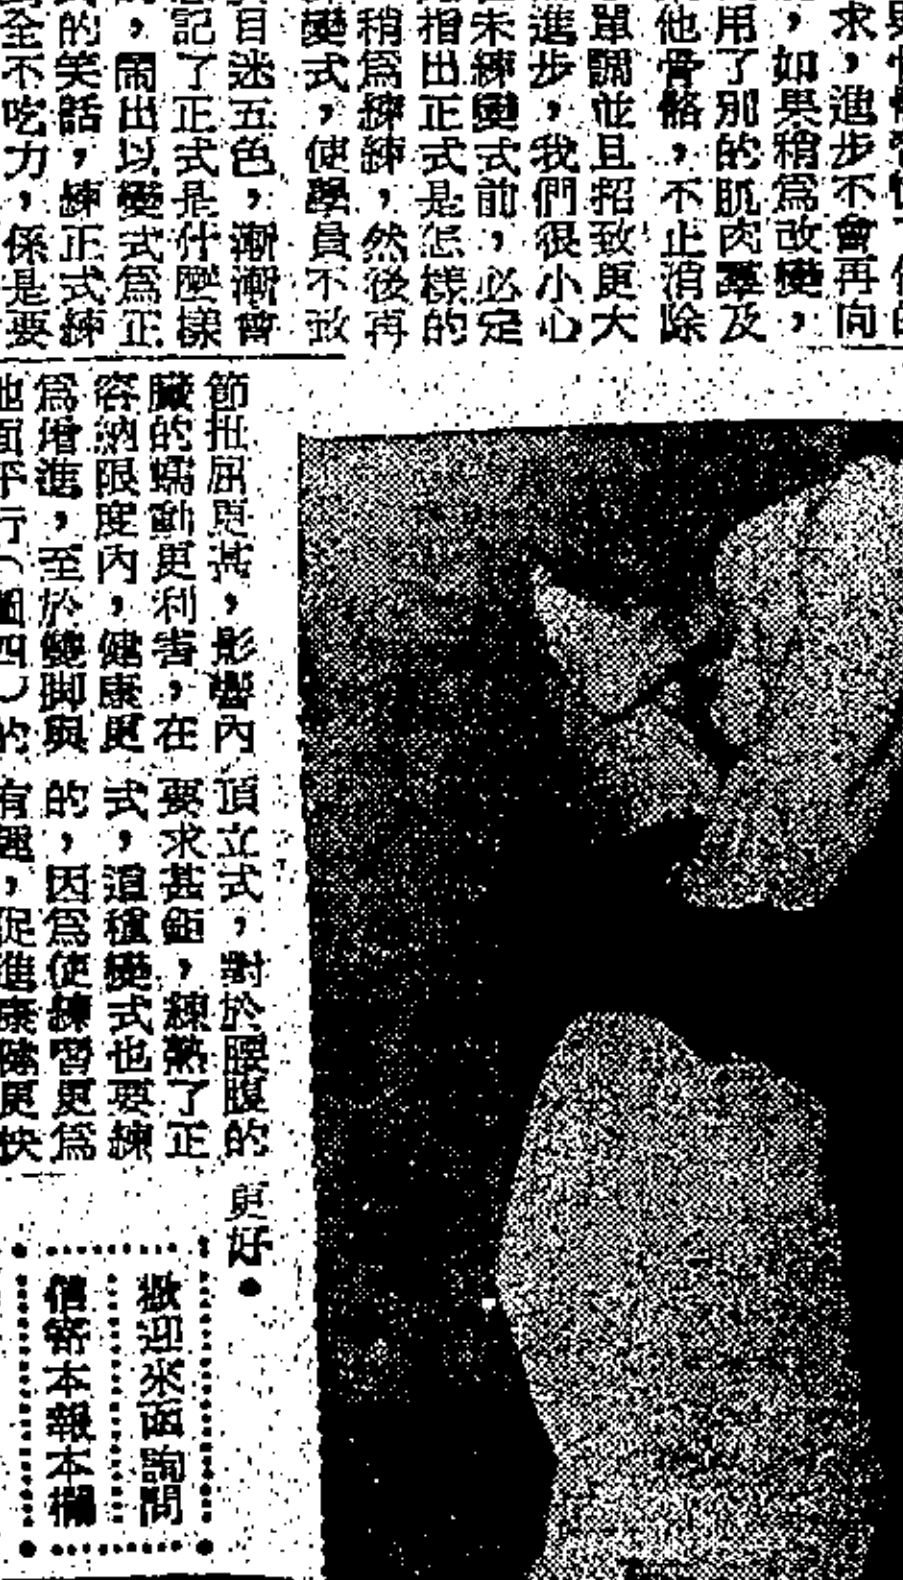 求，進步不會再向
，如果稍爲改變，
用了別的肌肉羣及
他骨骼，不止消除
單調並且招致更大
進步，我們很小心
未練變式前，必定
指出正式是怎樣的
稍爲練練，然後再
變式，使學員不致
目迷五色，漸漸會
記了正式是什麼樣
，鬧出以變式爲正
的笑話，練正式練
全不吃力，係是要
節扭屈更甚，影響內
臟的蠕動更利害，在
容納限度內，健康更
爲增進，至於雙脚與
地面平行（圖四）的
頂立式，對於腰腹的
要求甚鉅，練熟了正
式，這種變式也要練
的，因爲使練習更爲
有趣，促進康健更快
更好。
歡迎來函詢問
信寄本報本欄